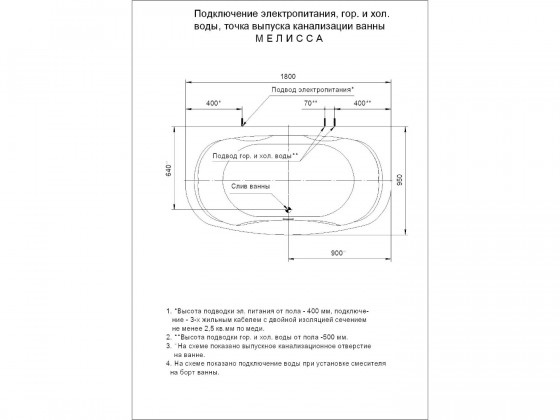 Подключение электропитания, гор. и хол.
воды, точка выпуска канализации ванны
М Е Л И С С А
1800
Подвод электропитания*
400*
70**
400**
640
950
Подвод гор. и хол. воды**
Слив ванны
900
1. *Высота подводки эл. питания от пола - 400 мм, подключе-
ние - 3-х жильным кабелем с двойной изоляцией сечением
не менее 2,5 кв.мм по меди.
2. **Высота подводки гор. и хол. воды от пола -500 мм.
3. На схеме показано выпускное канализационное отверстие
на ванне.
4. На схеме показано подключение воды при установке смесителя
на борт ванны.